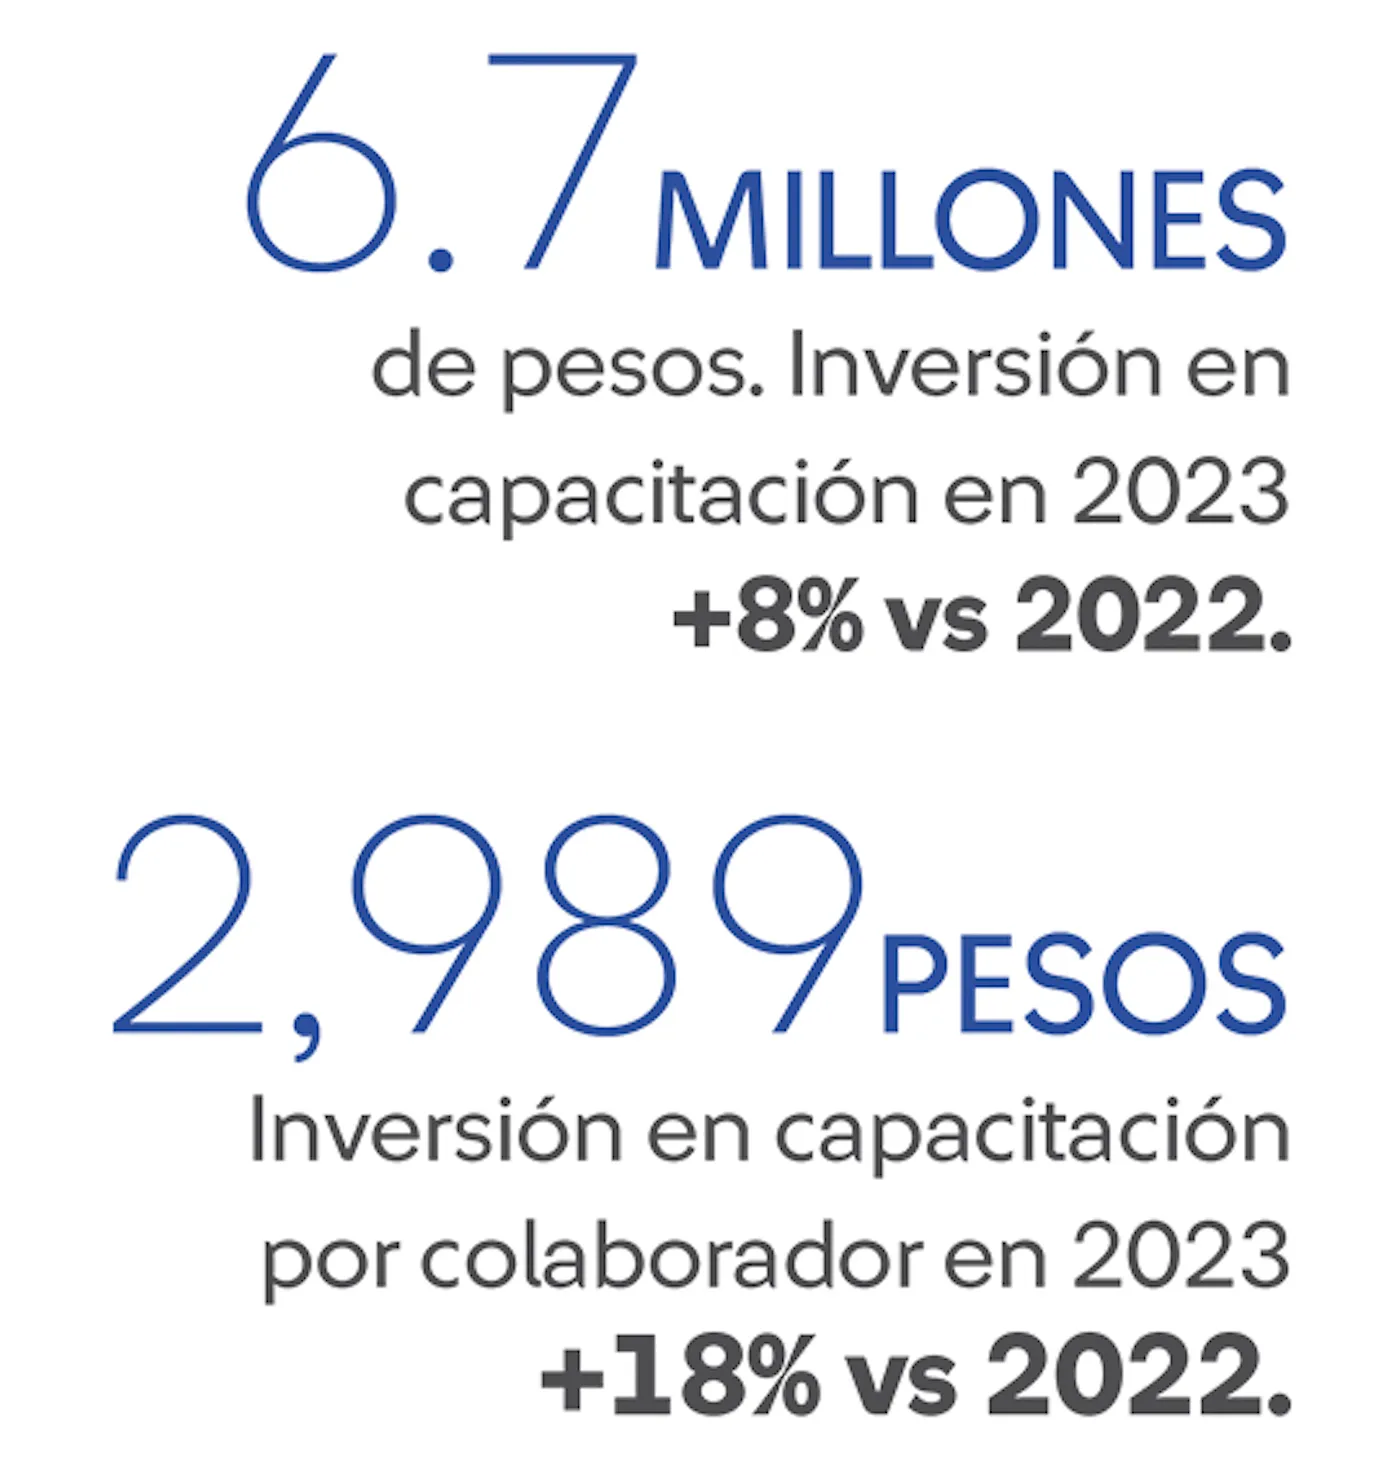 6.7 MILLONES
de pesos. Inversión en
capacitación en 2023
+8% vs 2022.
2,989 PESOS
Inversión en capacitación
por colaborador en 2023
+18% vs 2022.